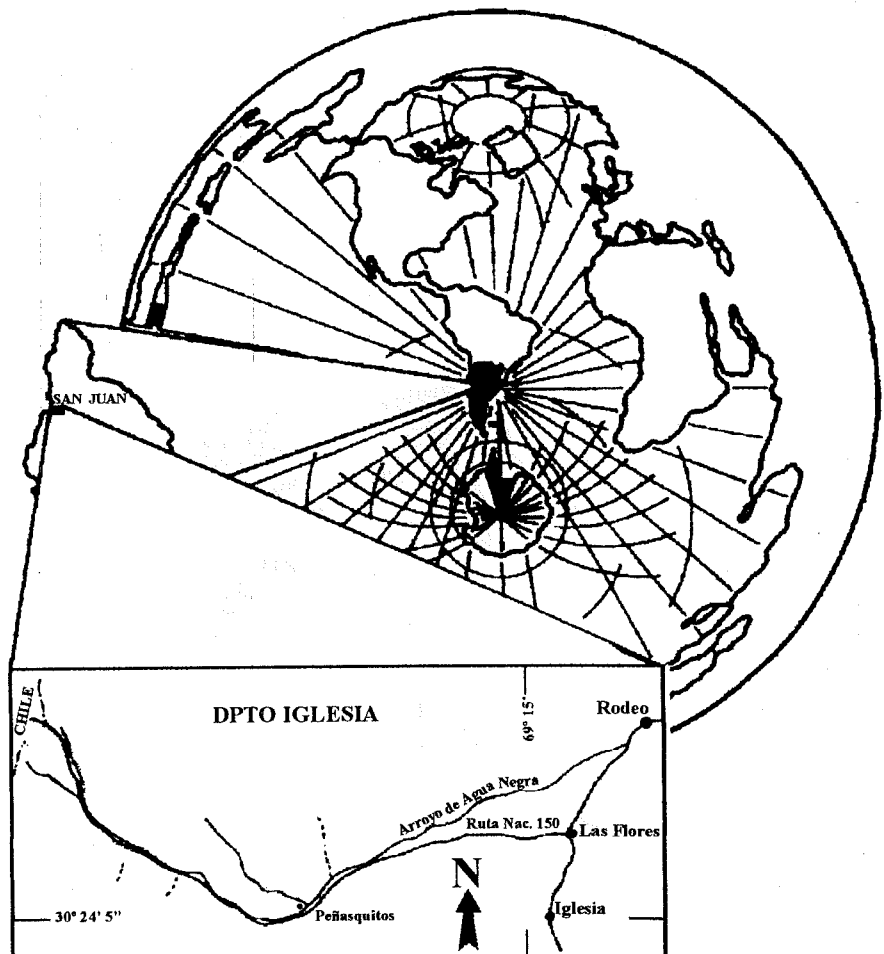 SAN JUAN
CHILE
DPTO IGLESIA
69° 15'
Rodeo
Arroyo de Agua Negra
Ruta Nac. 150
Las Flores
N
30° 24' 5"
Peñasquitos
Iglesia